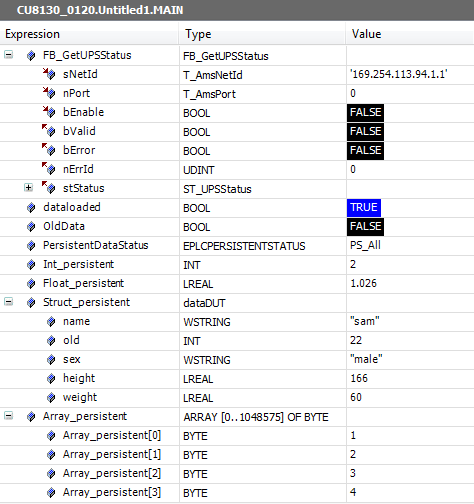 CU8130_0120.Untitled1.MAIN
Expression Type Value
FB_GetUPSStatus FB_GetUPSStatus
sNetId T_AmsNetId '169.254.113.94.1.1'
nPort T_AmsPort 0
bEnable BOOL FALSE
bValid BOOL FALSE
bError BOOL FALSE
nErrId UDINT 0
stStatus ST_UPSStatus
dataloaded BOOL TRUE
OldData BOOL FALSE
PersistentDataStatus EPLCPERSISTENTSTATUS PS_All
Int_persistent INT 2
Float_persistent LREAL 1.026
Struct_persistent dataDUT
name WSTRING "sam"
old INT 22
sex WSTRING "male"
height LREAL 166
weight LREAL 60
Array_persistent ARRAY [0..1048575] OF BYTE
Array_persistent[0] BYTE 1
Array_persistent[1] BYTE 2
Array_persistent[2] BYTE 3
Array_persistent[3] BYTE 4